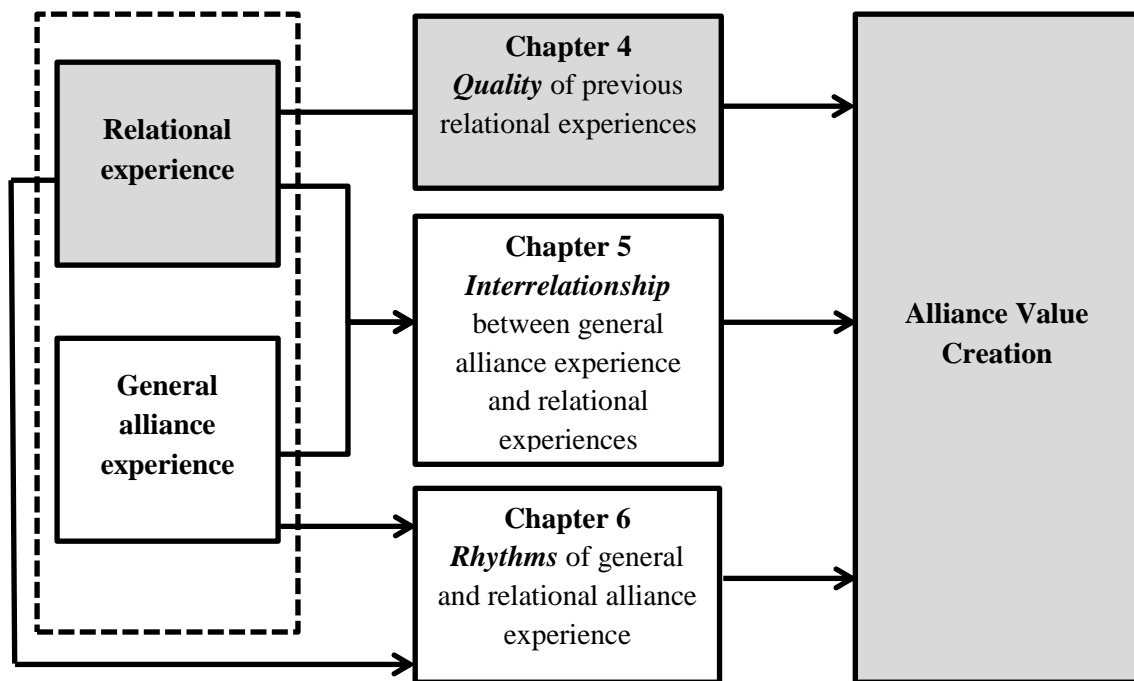 Relational
experience
General
alliance
experience
Chapter 4
Quality of previous
relational experiences
Chapter 5
Interrelationship
between general
alliance experience
and relational
experiences
Chapter 6
Rhythms of general
and relational alliance
experience
Alliance Value
Creation